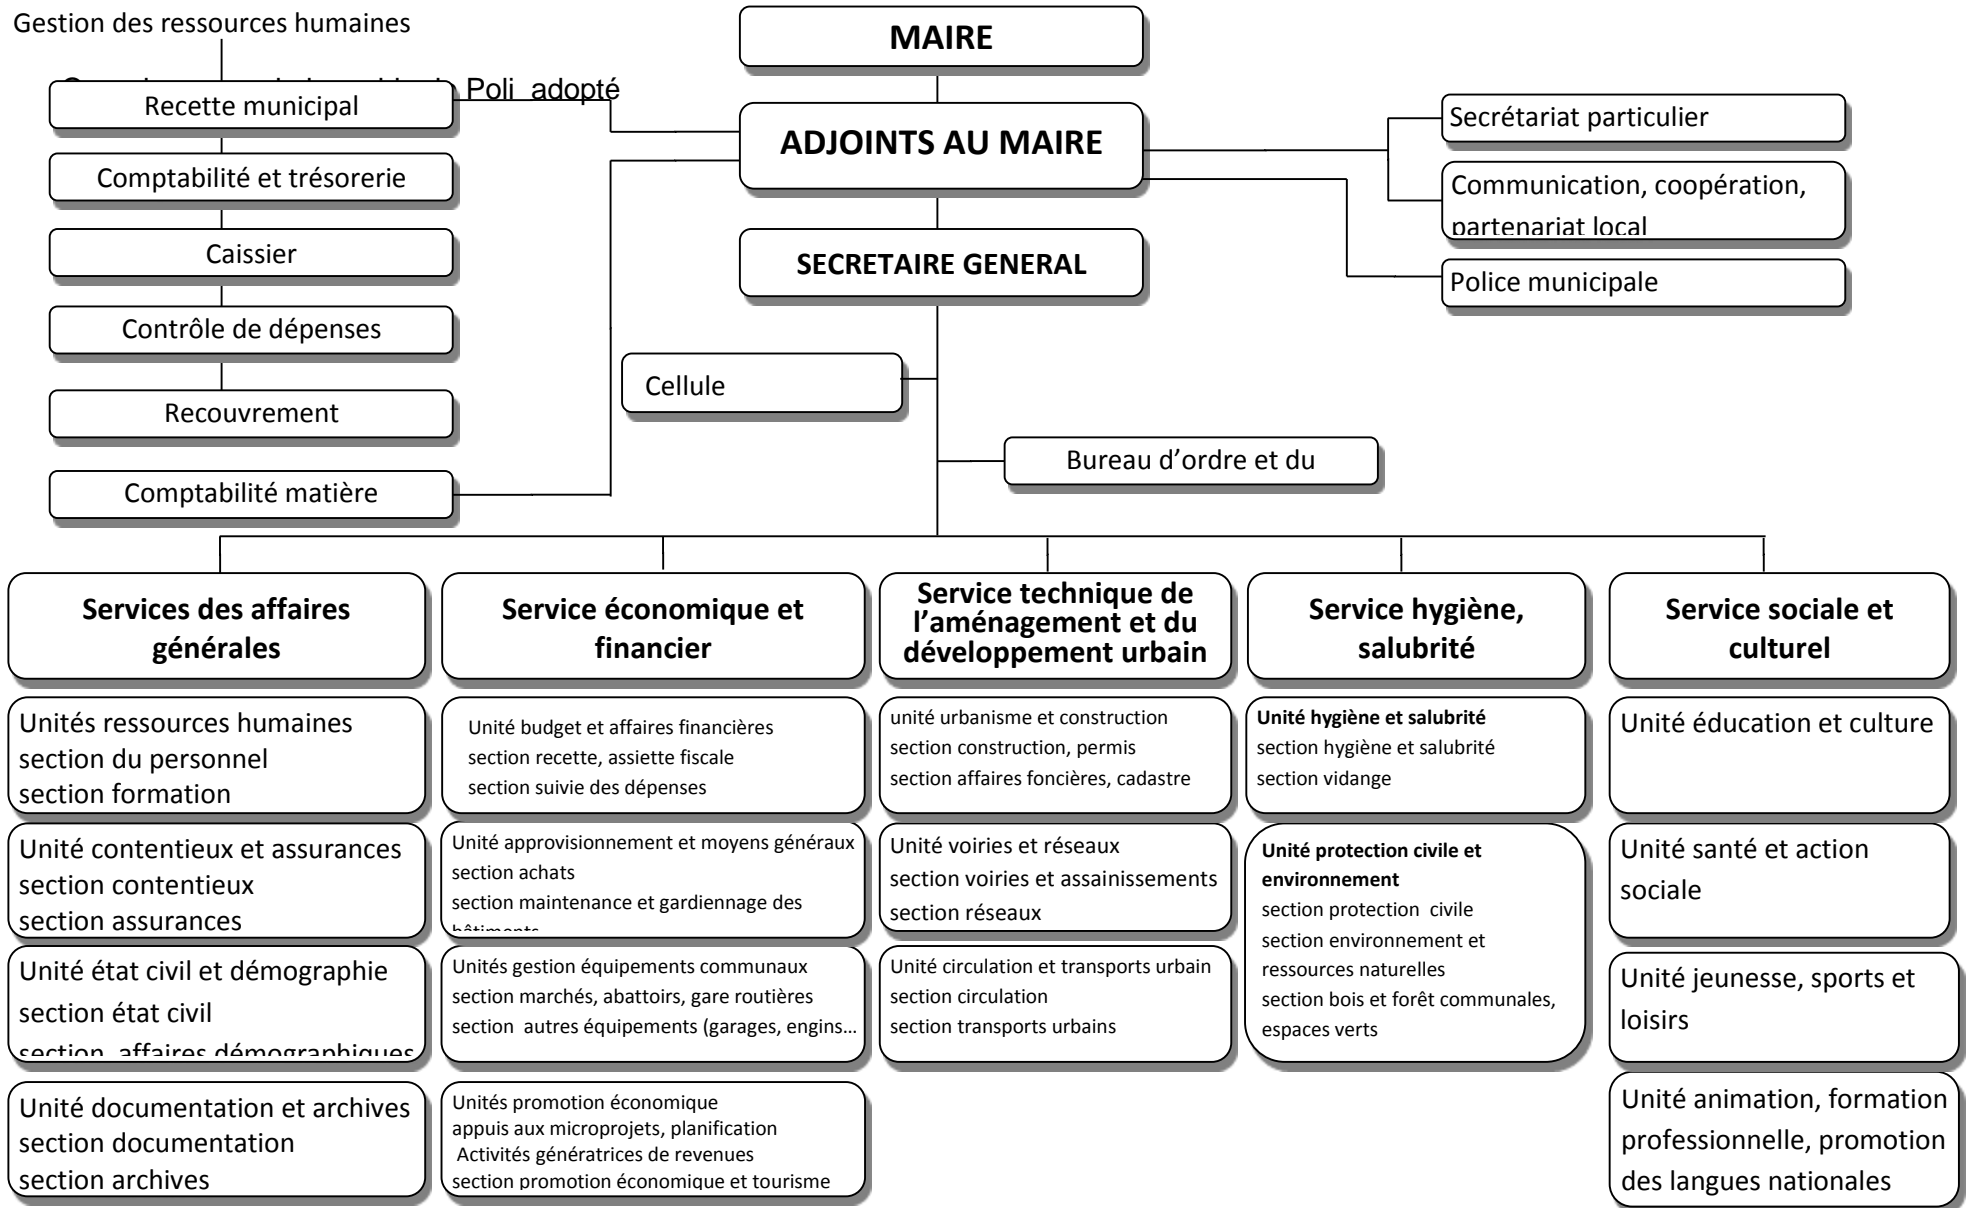 Gestion des ressources humaines
Poli adopté
MAIRE
ADJOINTS AU MAIRE
SECRETAIRE GENERAL
Recette municipal
Comptabilité et trésorerie
Caissier
Contrôle de dépenses
Recouvrement
Comptabilité matière
Secrétariat particulier
Communication, coopération,
partenariat local
Police municipale
Cellule
Bureau d'ordre et du
Services des affaires
générales
Unités ressources humaines
section du personnel
section formation
Unité contentieux et assurances
section contentieux
section assurances
Unité état civil et démographie
section état civil
section affaires démographiques
Unité documentation et archives
section documentation
section archives
Service économique et
financier
Unité budget et affaires financières
section recette, assiette fiscale
section suivie des dépenses
Unité approvisionnement et moyens généraux
section achats
section maintenance et gardiennage des
bâtiments
Unités gestion équipements communaux
section marchés, abattoirs, gare routières
section autres équipements (garages, engins...
Unités promotion économique
appuis aux microprojets, planification
Activités génératrices de revenues
section promotion économique et tourisme
Service technique de
l'aménagement et du
développement urbain
unité urbanisme et construction
section construction, permis
section affaires foncières, cadastre
Unité voiries et réseaux
section voiries et assainissements
section réseaux
Unité circulation et transports urbain
section circulation
section transports urbains
Service hygiène,
salubrité
Unité hygiène et salubrité
section hygiène et salubrité
section vidange
Unité protection civile et
environnement
section protection civile
section environnement et
ressources naturelles
section bois et forêt communales,
espaces verts
Service sociale et
culturel
Unité éducation et culture
Unité santé et action
sociale
Unité jeunesse, sports et
loisirs
Unité animation, formation
professionnelle, promotion
des langues nationales